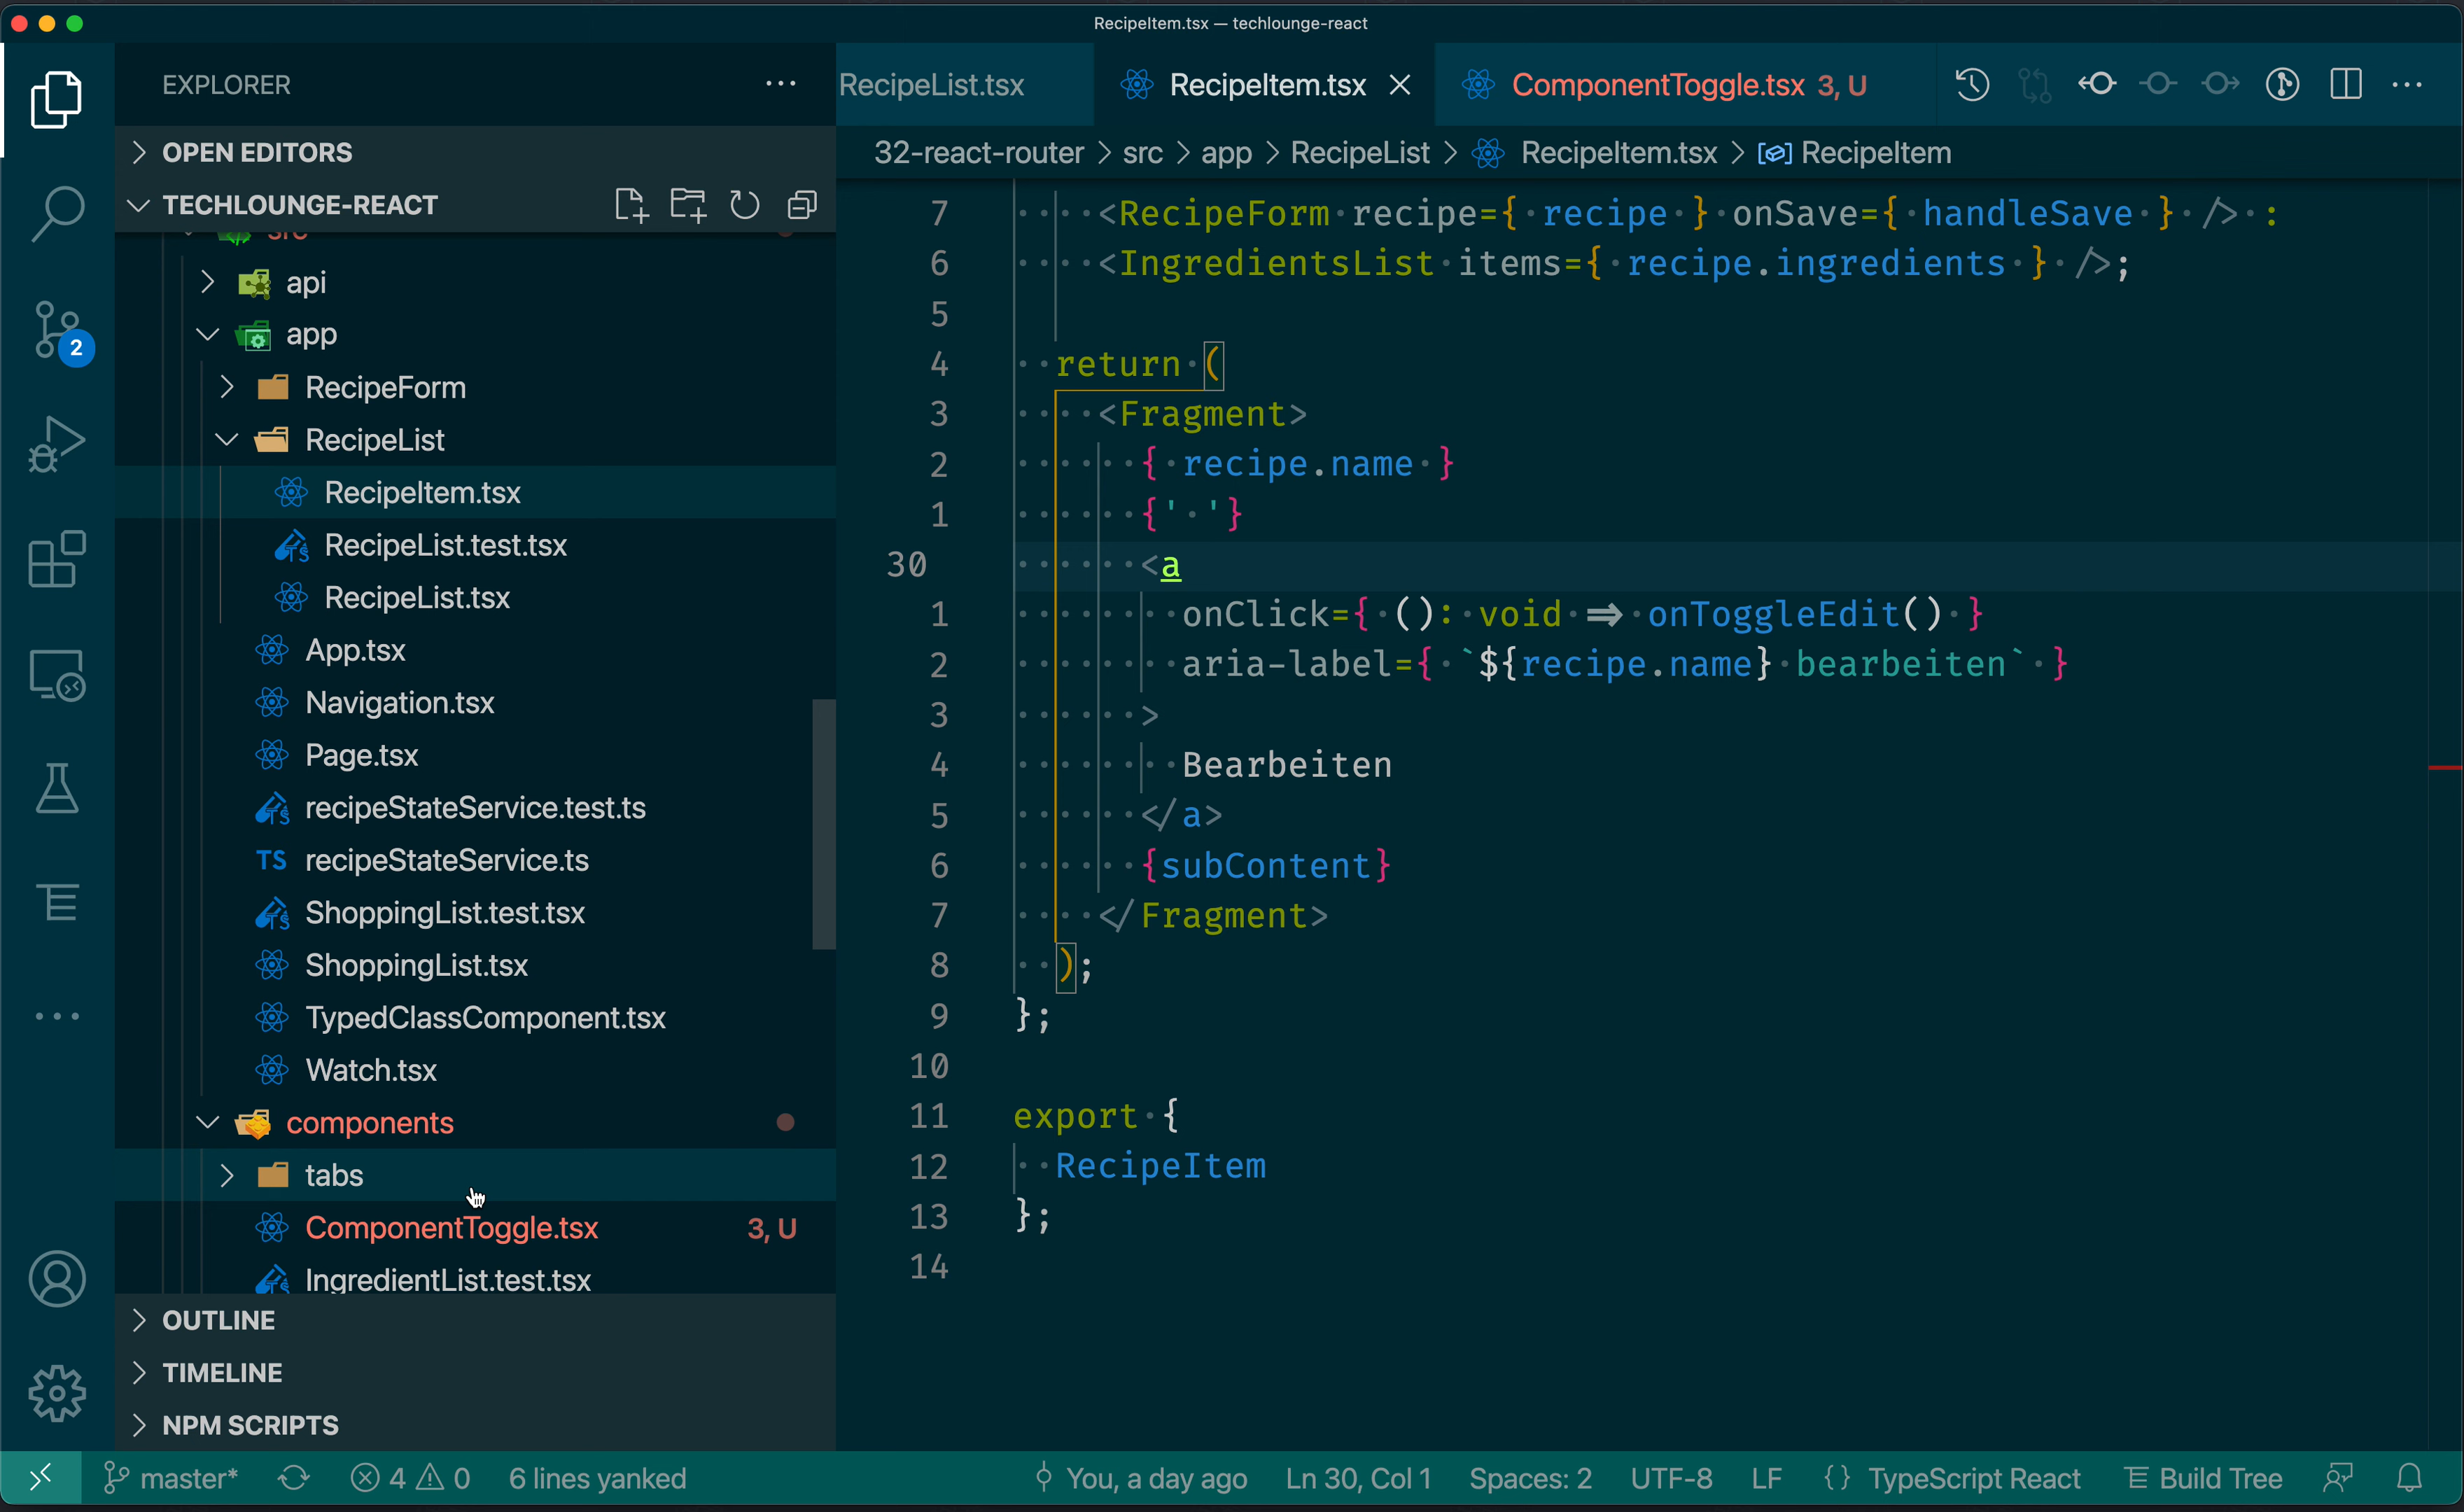 RecipeItem.tsx — techlounge-react
EXPLORER
RecipeList.tsx
RecipeItem.tsx
ComponentToggle.tsx 3, U
OPEN EDITORS
32-react-router > src > app > RecipeList > RecipeItem.tsx > RecipeItem
TECHLOUNGE-REACT
src
api
app
RecipeForm
RecipeList
RecipeItem.tsx
RecipeList.test.tsx
RecipeList.tsx
App.tsx
Navigation.tsx
Page.tsx
recipeStateService.test.ts
TS recipeStateService.ts
ShoppingList.test.tsx
ShoppingList.tsx
TypedClassComponent.tsx
Watch.tsx
components
tabs
ComponentToggle.tsx 3, U
IngredientList.test.tsx
OUTLINE
TIMELINE
NPM SCRIPTS
2
7 <RecipeForm recipe={ recipe } onSave={ handleSave } /> :
6 <IngredientsList items={ recipe.ingredients } />;
5
4 return (
3 <Fragment>
2 { recipe.name }
1 {' '}
30 <a
1 onClick={ (): void => onToggleEdit() }
2 aria-label={ `${recipe.name} bearbeiten` }
3 >
4 Bearbeiten
5 </a>
6 {subContent}
7 </Fragment>
8 );
9 };
10
11 export {
12 RecipeItem
13 };
14
master* 4 0 6 lines yanked You, a day ago Ln 30, Col 1 Spaces: 2 UTF-8 LF {} TypeScript React Build Tree